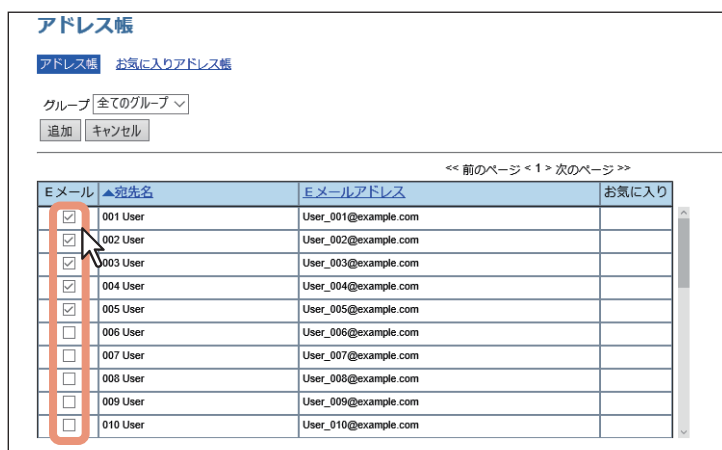 アドレス帳
アドレス帳 お気に入りアドレス帳
グループ 全てのグループ
追加 キャンセル
<< 前のページ < 1 > 次のページ >>
Eメール ▲宛先名 Eメールアドレス お気に入り
001 User User_001@example.com
002 User User_002@example.com
003 User User_003@example.com
004 User User_004@example.com
005 User User_005@example.com
006 User User_006@example.com
007 User User_007@example.com
008 User User_008@example.com
009 User User_009@example.com
010 User User_010@example.com